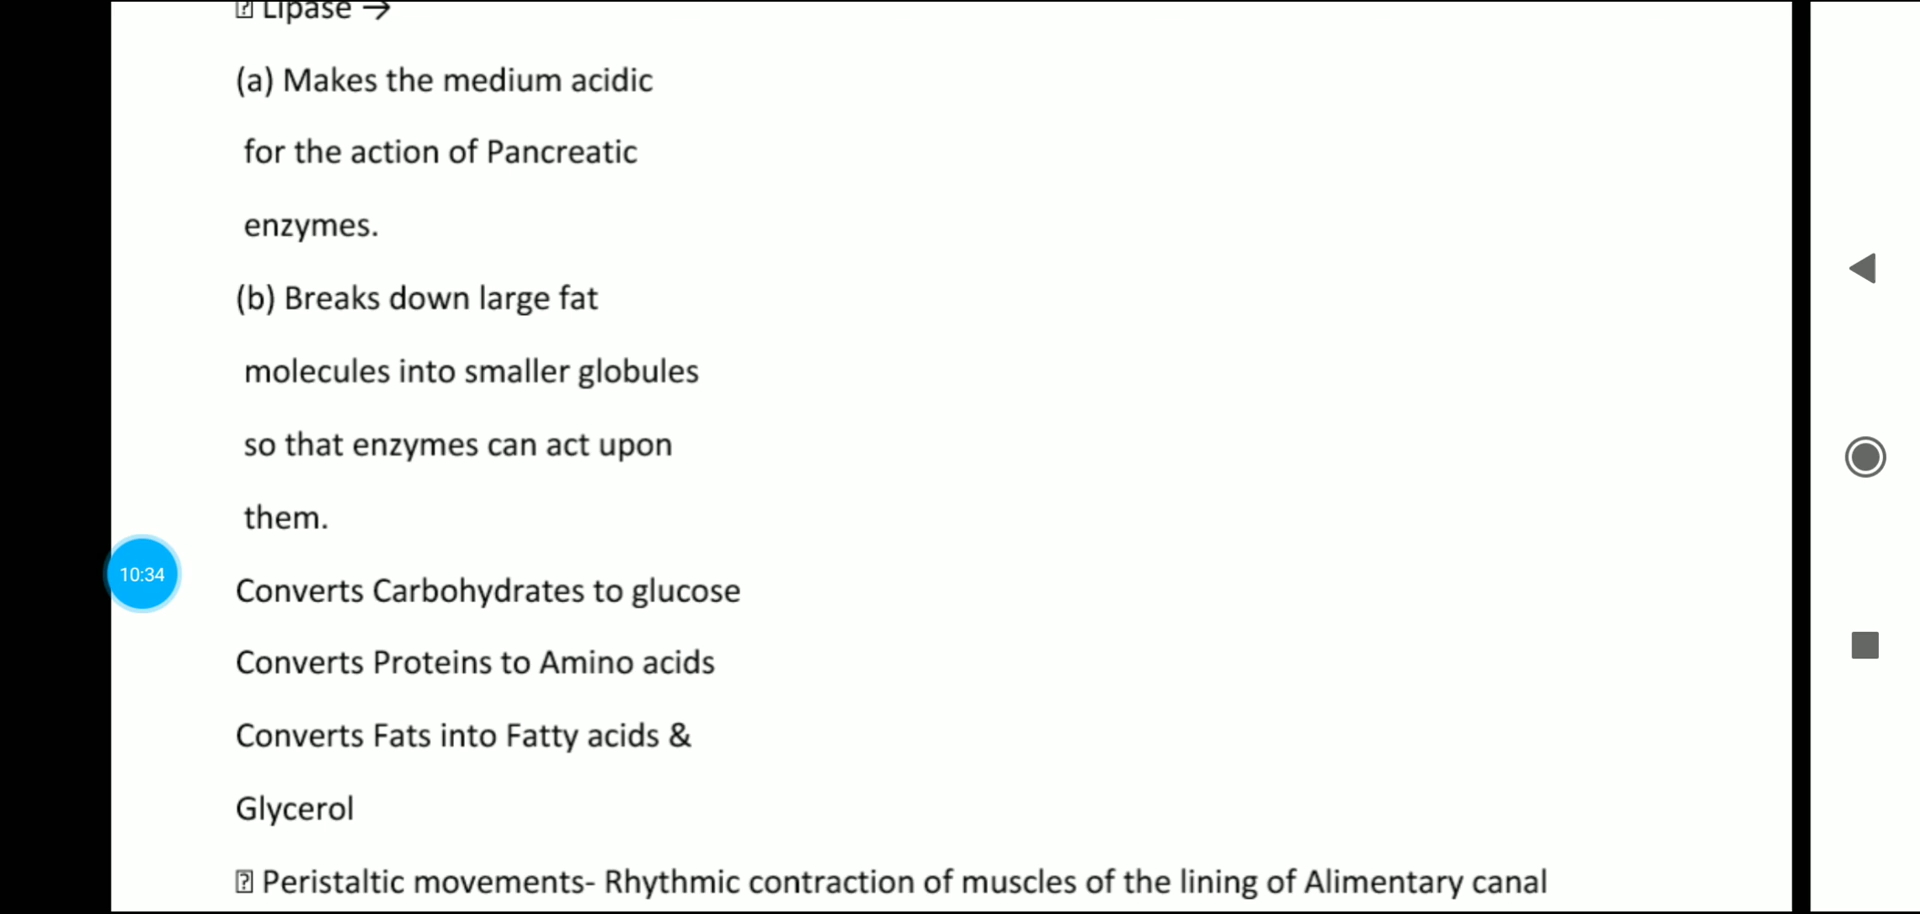 Lipase →
(a) Makes the medium acidic
for the action of Pancreatic
enzymes.
(b) Breaks down large fat
molecules into smaller globules
so that enzymes can act upon
them.
10:34
Converts Carbohydrates to glucose
Converts Proteins to Amino acids
Converts Fats into Fatty acids &
Glycerol
Peristaltic movements- Rhythmic contraction of muscles of the lining of Alimentary canal